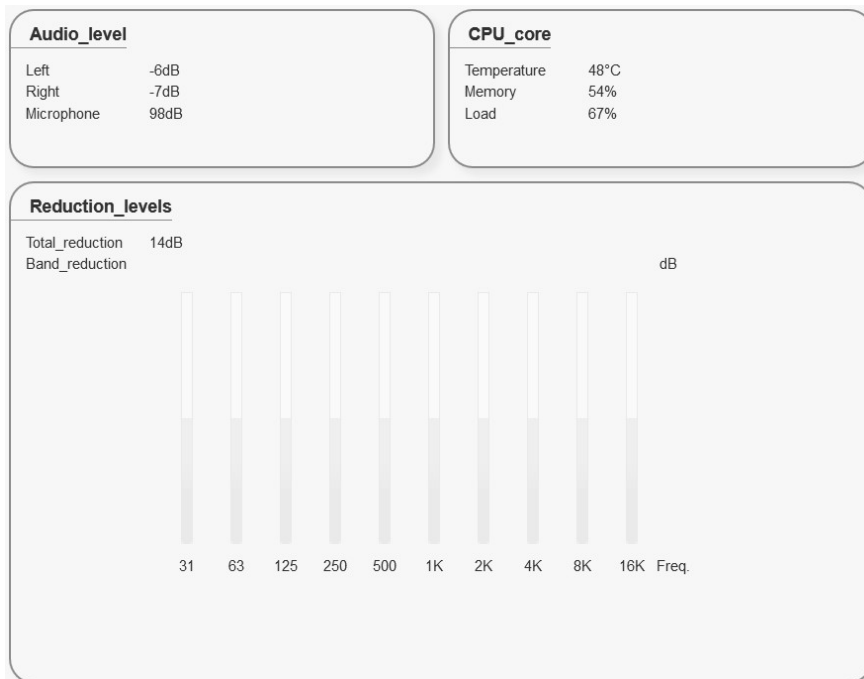 Audio_level
Left -6dB
Right -7dB
Microphone 98dB
CPU_core
Temperature 48°C
Memory 54%
Load 67%
Reduction_levels
Total_reduction 14dB
Band_reduction dB
31 63 125 250 500 1K 2K 4K 8K 16K Freq.